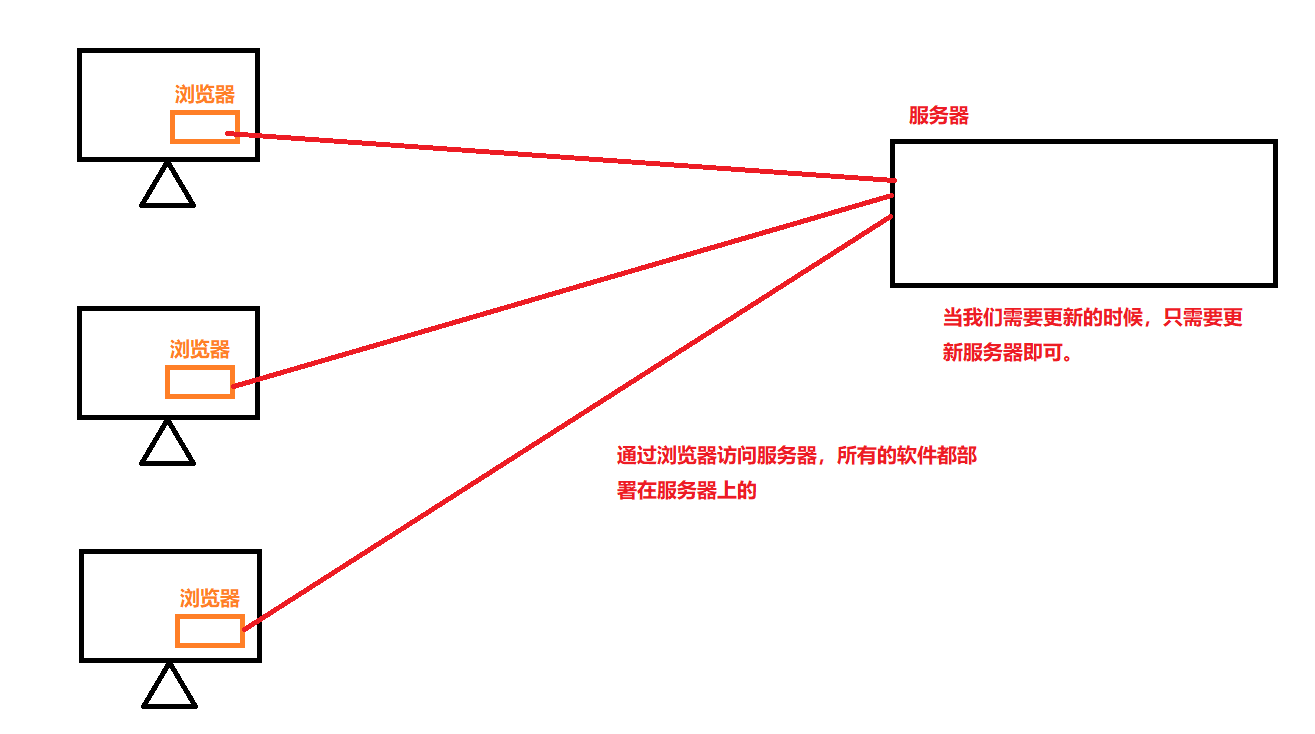 浏览器
服务器
当我们需要更新的时候，只需要更
新服务器即可。
浏览器
通过浏览器访问服务器，所有的软件都部
署在服务器上的
浏览器